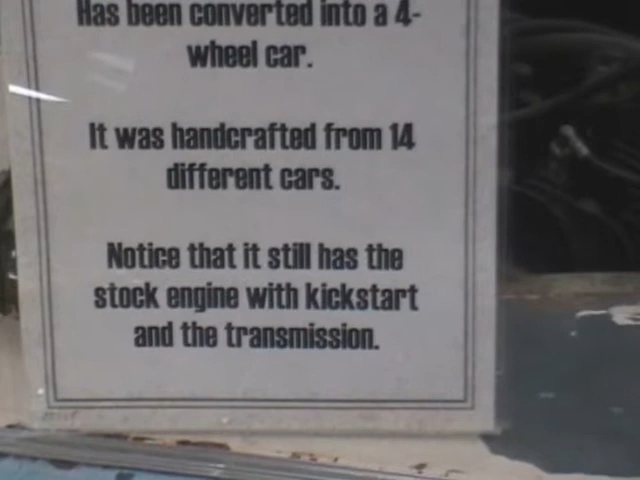 Has been converted into a 4-
wheel car.
It was handcrafted from 14
different cars.
Notice that it still has the
stock engine with kickstart
and the transmission.